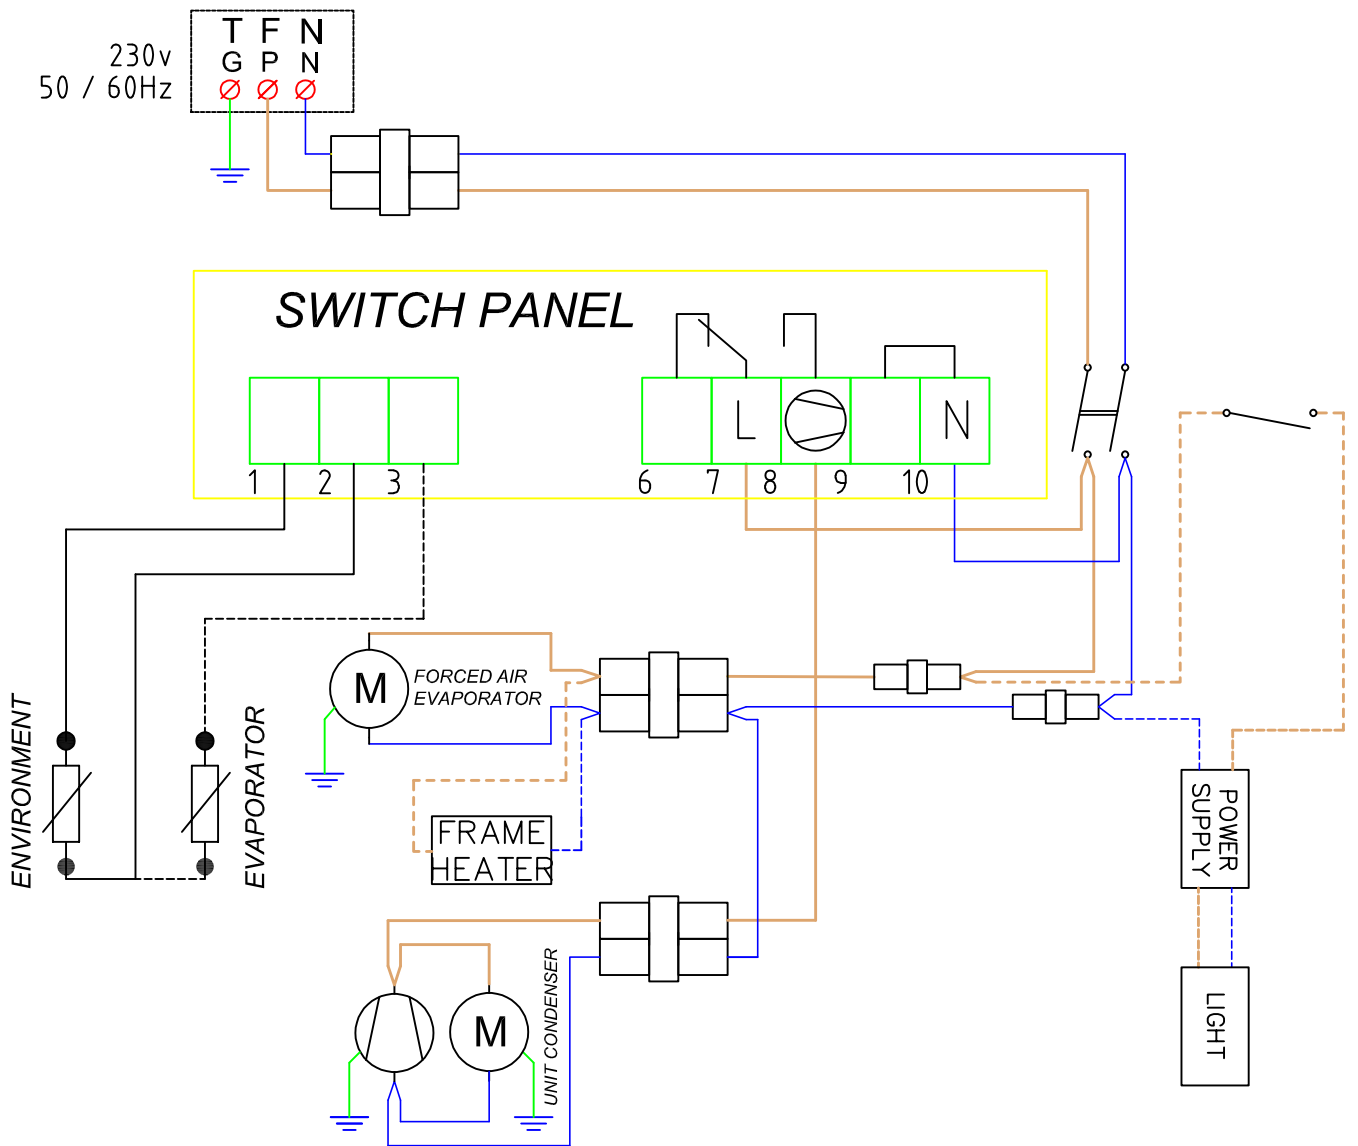 T F N
230v
G P N
50 / 60Hz
SWITCH PANEL
L
N
1
2
3
6
7
8
9
10
M
FORCED AIR
EVAPORATOR
ENVIRONMENT
EVAPORATOR
FRAME
HEATER
POWER
SUPPLY
M
UNIT CONDENSER
LIGHT